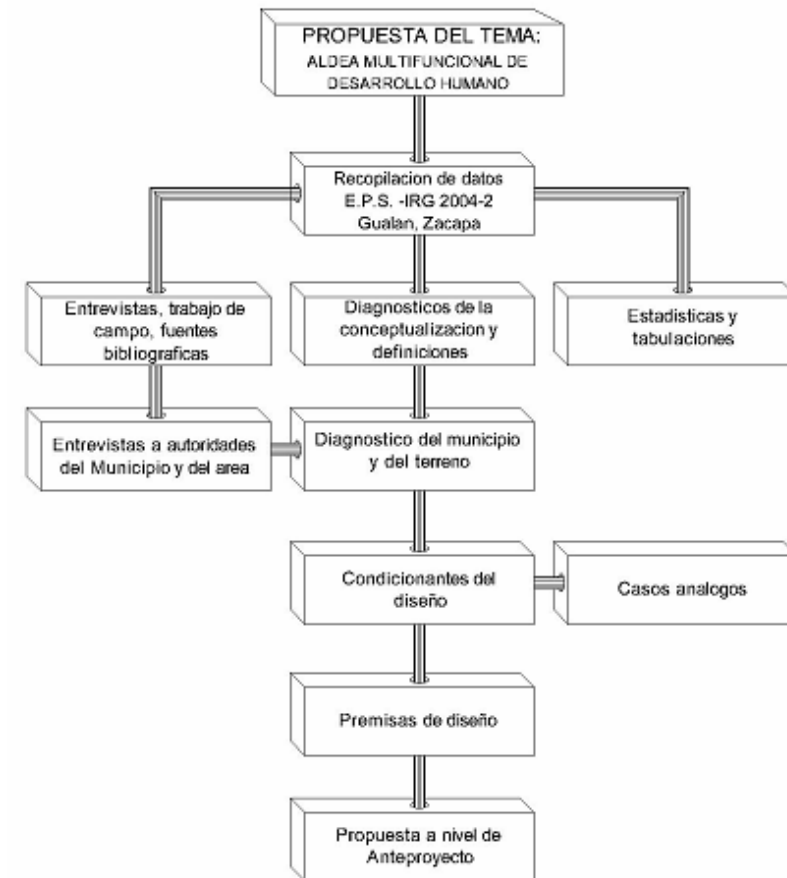 PROPUESTA DEL TEMA:
ALDEA MULTIFUNCIONAL DE
DESARROLLO HUMANO
Recopilacion de datos
E.P.S. -IRG 2004-2
Gualan, Zacapa
Entrevistas, trabajo de
campo, fuentes
bibliograficas
Diagnosticos de la
conceptualizacion y
definiciones
Estadisticas y
tabulaciones
Entrevistas a autoridades
del Municipio y del area
Diagnostico del municipio
y del terreno
Condicionantes del
diseño
Casos analogos
Premisas de diseño
Propuesta a nivel de
Anteproyecto